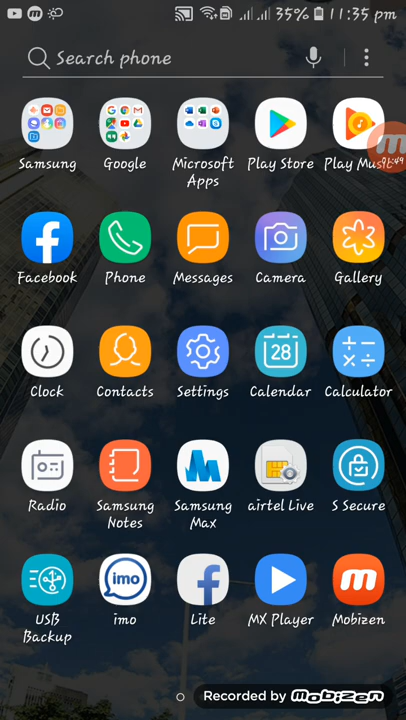 35% 11:35 pm
Search phone
Samsung
Google
Microsoft
Apps
Play Store
Play Music
:49
Facebook
Phone
Messages
Camera
Gallery
Clock
Contacts
Settings
28
Calendar
Calculator
Radio
Samsung
Notes
Samsung
Max
airtel Live
S Secure
USB
Backup
imo
imo
Lite
MX Player
Mobizen
Recorded by mobizen